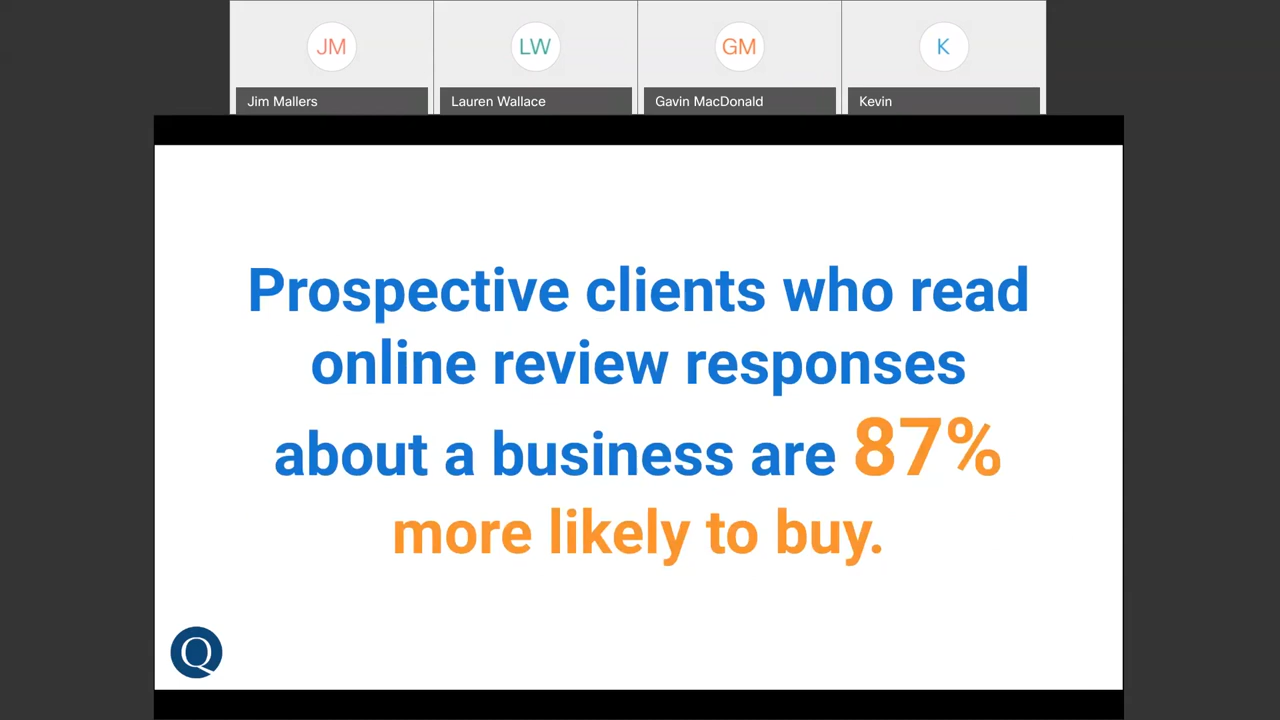 JM
LW
GM
K
Jim Mallers
Lauren Wallace
Gavin MacDonald
Kevin
Prospective clients who read
online review responses
about a business are 87%
more likely to buy.
Q